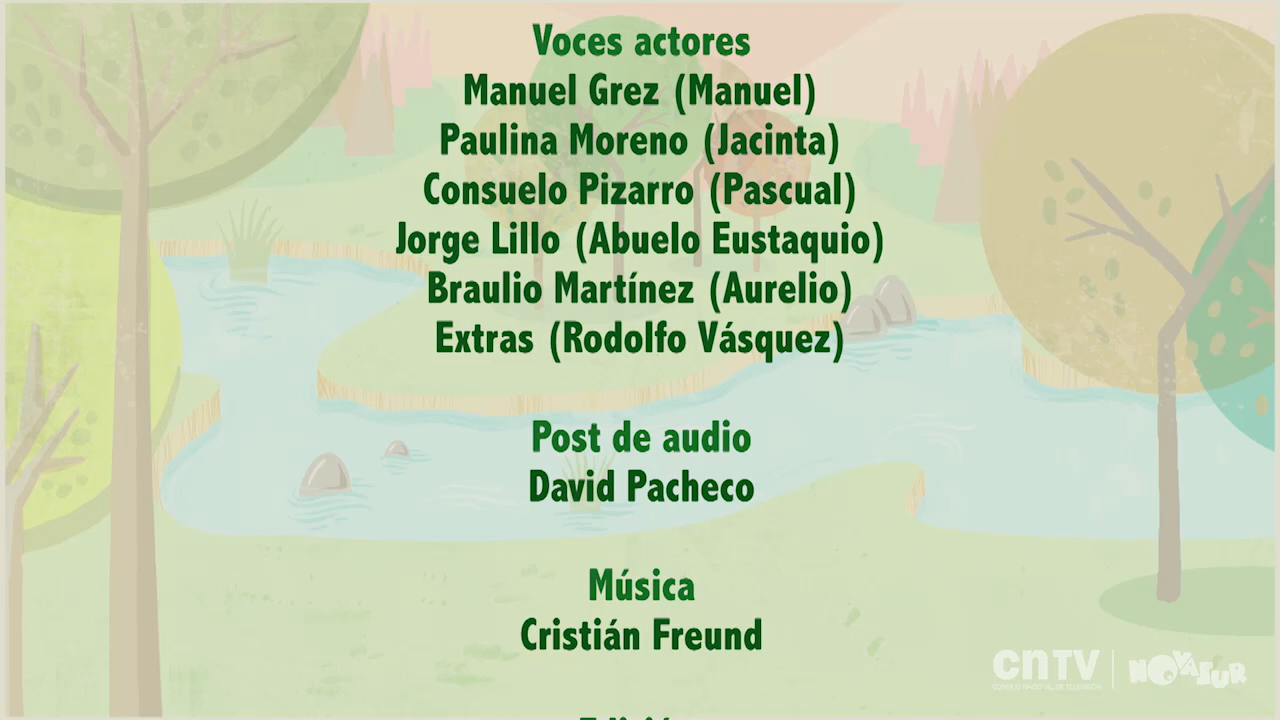 Voces actores
Manuel Grez (Manuel)
Paulina Moreno (Jacinta)
Consuelo Pizarro (Pascual)
Jorge Lillo (Abuelo Eustaquio)
Braulio Martínez (Aurelio)
Extras (Rodolfo Vásquez)
Post de audio
David Pacheco
Música
Cristián Freund
CNTV
NOVASUR